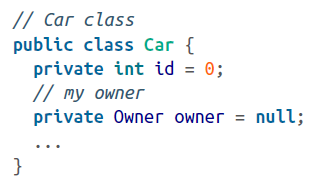 // Car class
public class Car {
  private int id = 0;
  // my owner
  private Owner owner = null;
  ...
}